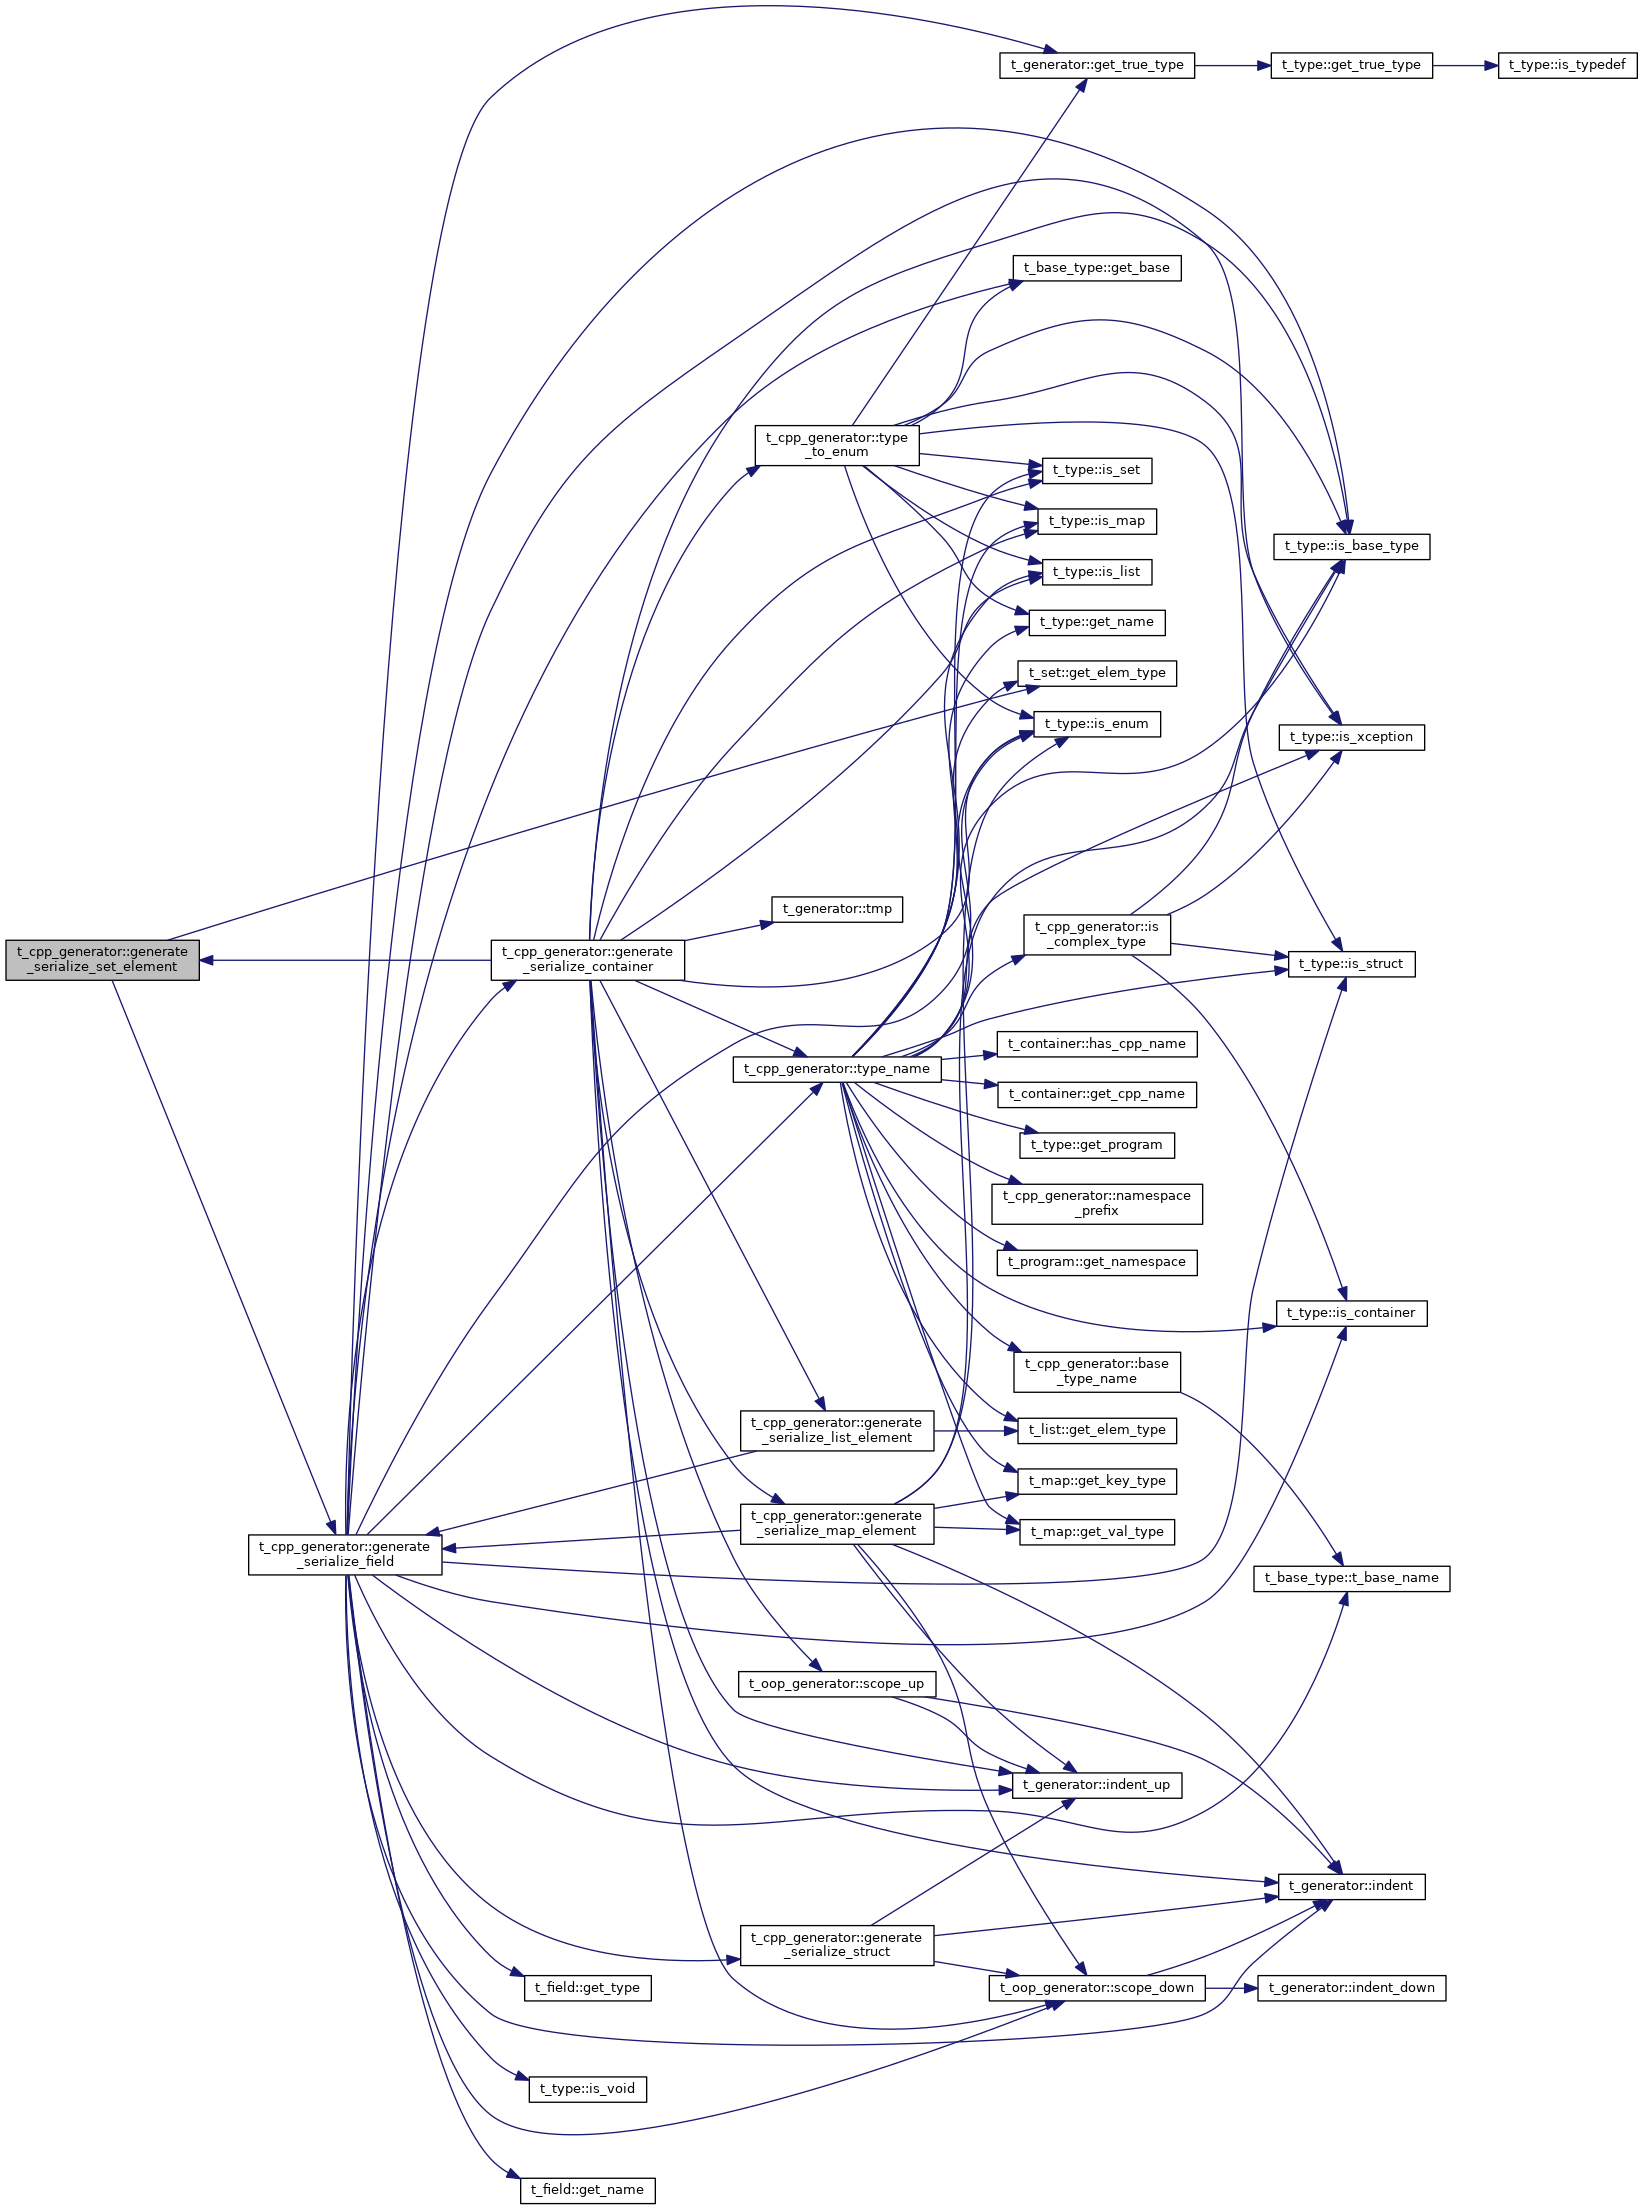 t_generator::get_true_type
t_type::get_true_type
t_type::is_typedef
t_base_type::get_base
t_cpp_generator::type
_to_enum
t_type::is_set
t_type::is_map
t_type::is_base_type
t_type::is_list
t_type::get_name
t_set::get_elem_type
t_type::is_enum
t_type::is_xception
t_generator::tmp
t_cpp_generator::is
_complex_type
t_cpp_generator::generate
_serialize_set_element
t_cpp_generator::generate
_serialize_container
t_type::is_struct
t_container::has_cpp_name
t_cpp_generator::type_name
t_container::get_cpp_name
t_type::get_program
t_cpp_generator::namespace
_prefix
t_program::get_namespace
t_type::is_container
t_cpp_generator::base
_type_name
t_cpp_generator::generate
_serialize_list_element
t_list::get_elem_type
t_map::get_key_type
t_cpp_generator::generate
_serialize_map_element
t_map::get_val_type
t_cpp_generator::generate
_serialize_field
t_base_type::t_base_name
t_oop_generator::scope_up
t_generator::indent_up
t_generator::indent
t_cpp_generator::generate
_serialize_struct
t_field::get_type
t_oop_generator::scope_down
t_generator::indent_down
t_type::is_void
t_field::get_name